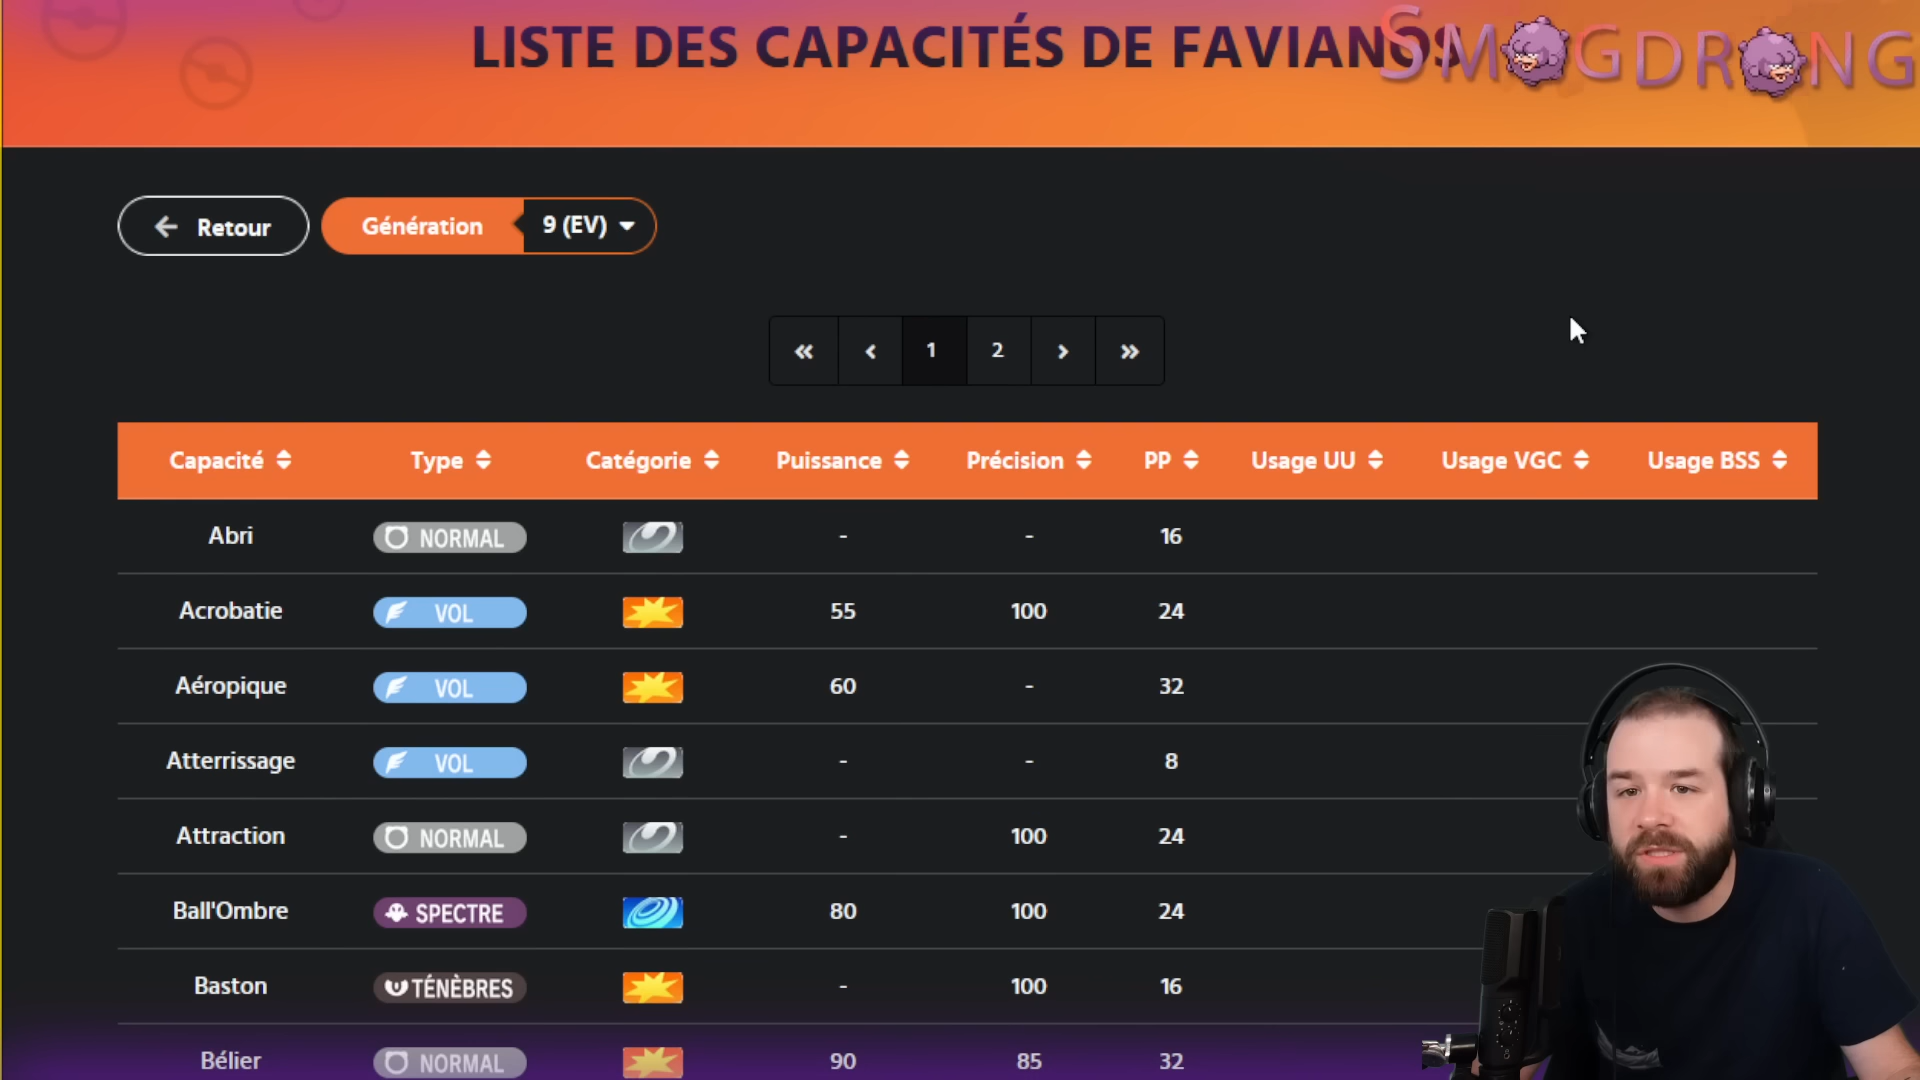 LISTE DES CAPACITÉS DE FAVIANOS
SMOGDRONG
Retour
Génération 9 (EV)
« ‹ 1 2 › »
Capacité Type Catégorie Puissance Précision PP Usage UU Usage VGC Usage BSS
Abri NORMAL - - 16
Acrobatie VOL 55 100 24
Aéropique VOL 60 - 32
Atterrissage VOL - - 8
Attraction NORMAL - 100 24
Ball'Ombre SPECTRE 80 100 24
Baston TÉNÈBRES - 100 16
Bélier NORMAL 90 85 32